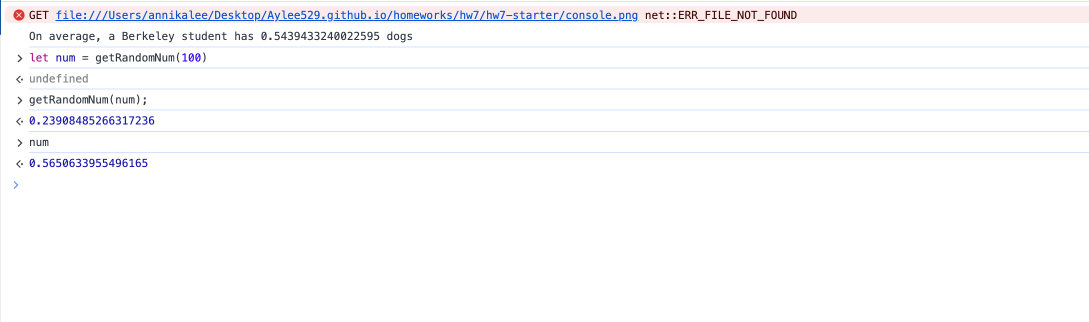 GET file:///Users/annikalee/Desktop/Aylee529.github.io/homeworks/hw7/hw7-starter/console.png net::ERR_FILE_NOT_FOUND
On average, a Berkeley student has 0.5439433240022595 dogs
> let num = getRandomNum(100)
<· undefined
> getRandomNum(num);
<· 0.23908485266317236
> num
<· 0.5650633955496165
>